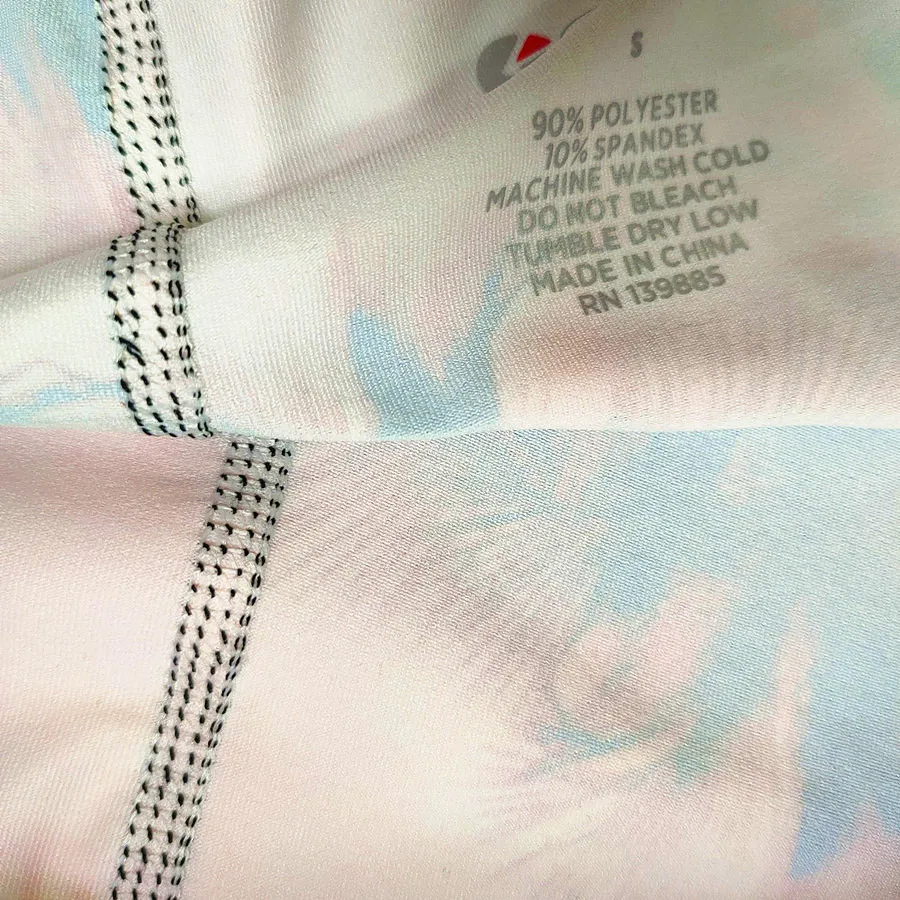 S
90% POLYESTER
10% SPANDEX
MACHINE WASH COLD
DO NOT BLEACH
TUMBLE DRY LOW
MADE IN CHINA
RN 139885